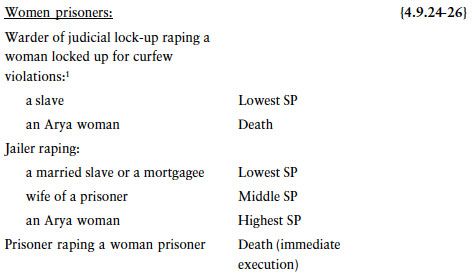 Women prisoners: {4.9.24-26}
Warder of judicial lock-up raping a
woman locked up for curfew
violations:¹
a slave Lowest SP
an Arya woman Death
Jailer raping:
a married slave or a mortgagee Lowest SP
wife of a prisoner Middle SP
an Arya woman Highest SP
Prisoner raping a woman prisoner Death (immediate
execution)